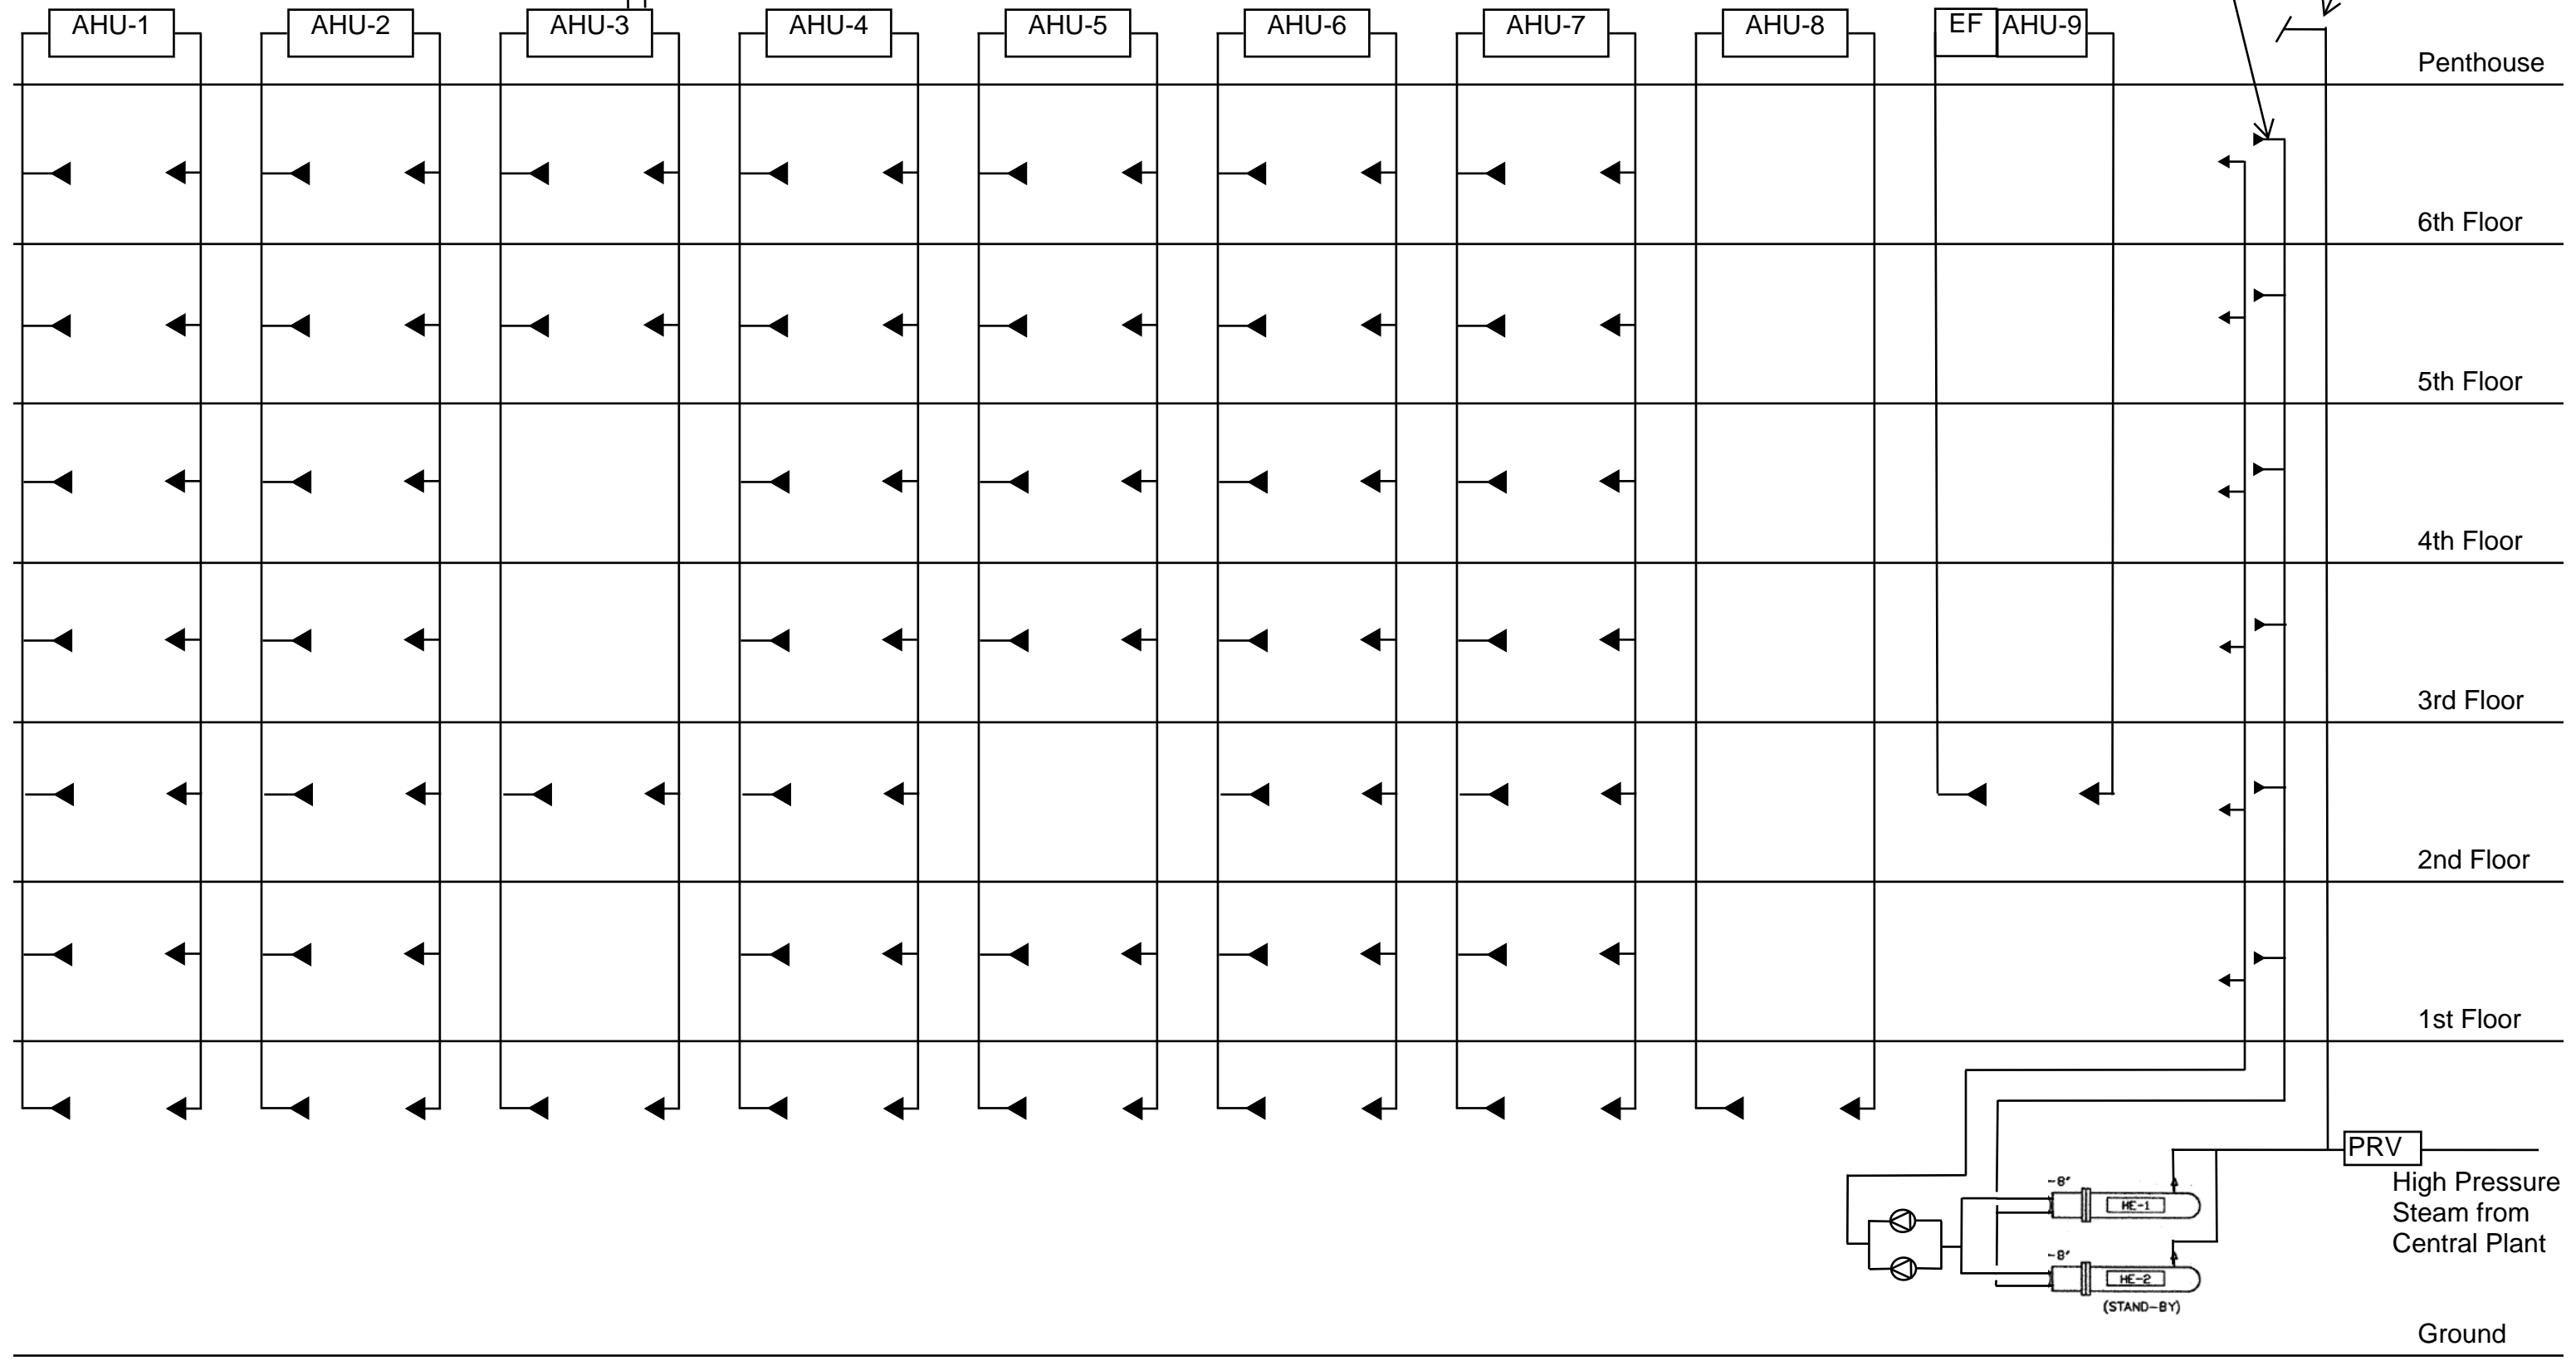 AHU-1
AHU-2
AHU-3
AHU-4
AHU-5
AHU-6
AHU-7
AHU-8
EF
AHU-9
Penthouse
6th Floor
5th Floor
4th Floor
3rd Floor
2nd Floor
1st Floor
PRV
High Pressure
Steam from
Central Plant
-8'
HE-1
-8'
HE-2
(STAND-BY)
Ground